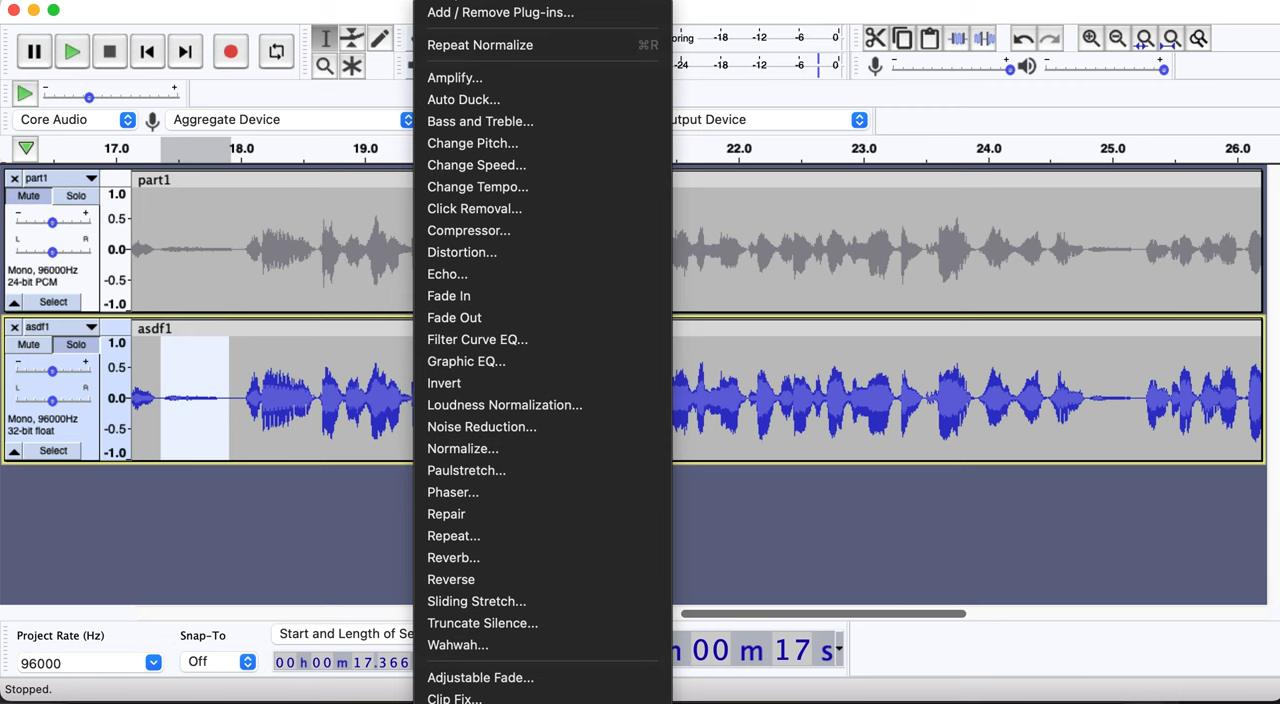 Add / Remove Plug-ins...
Repeat Normalize ⌘R
Amplify...
Auto Duck...
Bass and Treble...
Change Pitch...
Change Speed...
Change Tempo...
Click Removal...
Compressor...
Distortion...
Echo...
Fade In
Fade Out
Filter Curve EQ...
Graphic EQ...
Invert
Loudness Normalization...
Noise Reduction...
Normalize...
Paulstretch...
Phaser...
Repair
Repeat...
Reverb...
Reverse
Sliding Stretch...
Truncate Silence...
Wahwah...
Adjustable Fade...
Clip Fix...
oring -18 -12 -6 0
-24 -18 -12 -6 0
Core Audio
Aggregate Device
utput Device
17.0 18.0 19.0 22.0 23.0 24.0 25.0 26.0
part1
Mute Solo
L R
Mono, 96000Hz
24-bit PCM
Select
1.0
0.5
0.0
-0.5
-1.0
part1
asdf1
Mute Solo
L R
Mono, 96000Hz
32-bit float
Select
1.0
0.5
0.0
-0.5
-1.0
asdf1
Project Rate (Hz)
96000
Snap-To
Off
Start and Length of Se
00 h 00 m 17.366
h 00 m 17 s
Stopped.